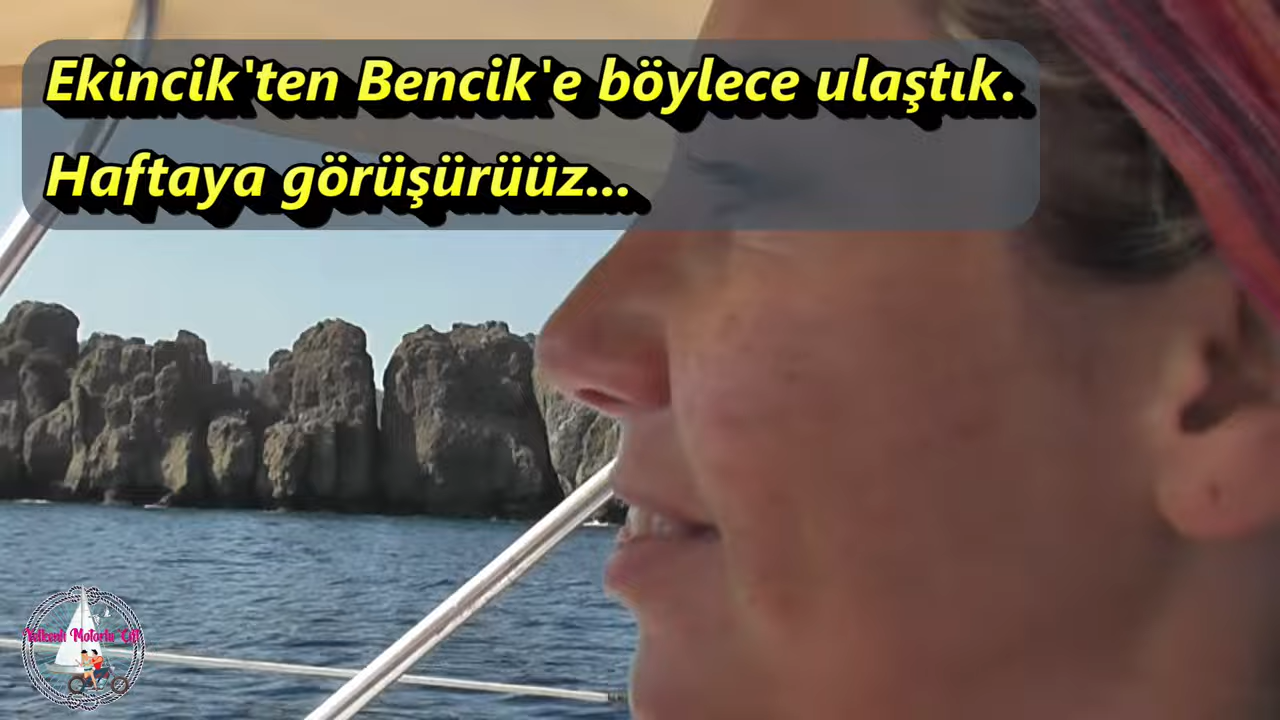 Ekincik'ten Bencik'e böylece ulaştık.
Haftaya görüşürüüz...
Yelkenli Motorlu Çift